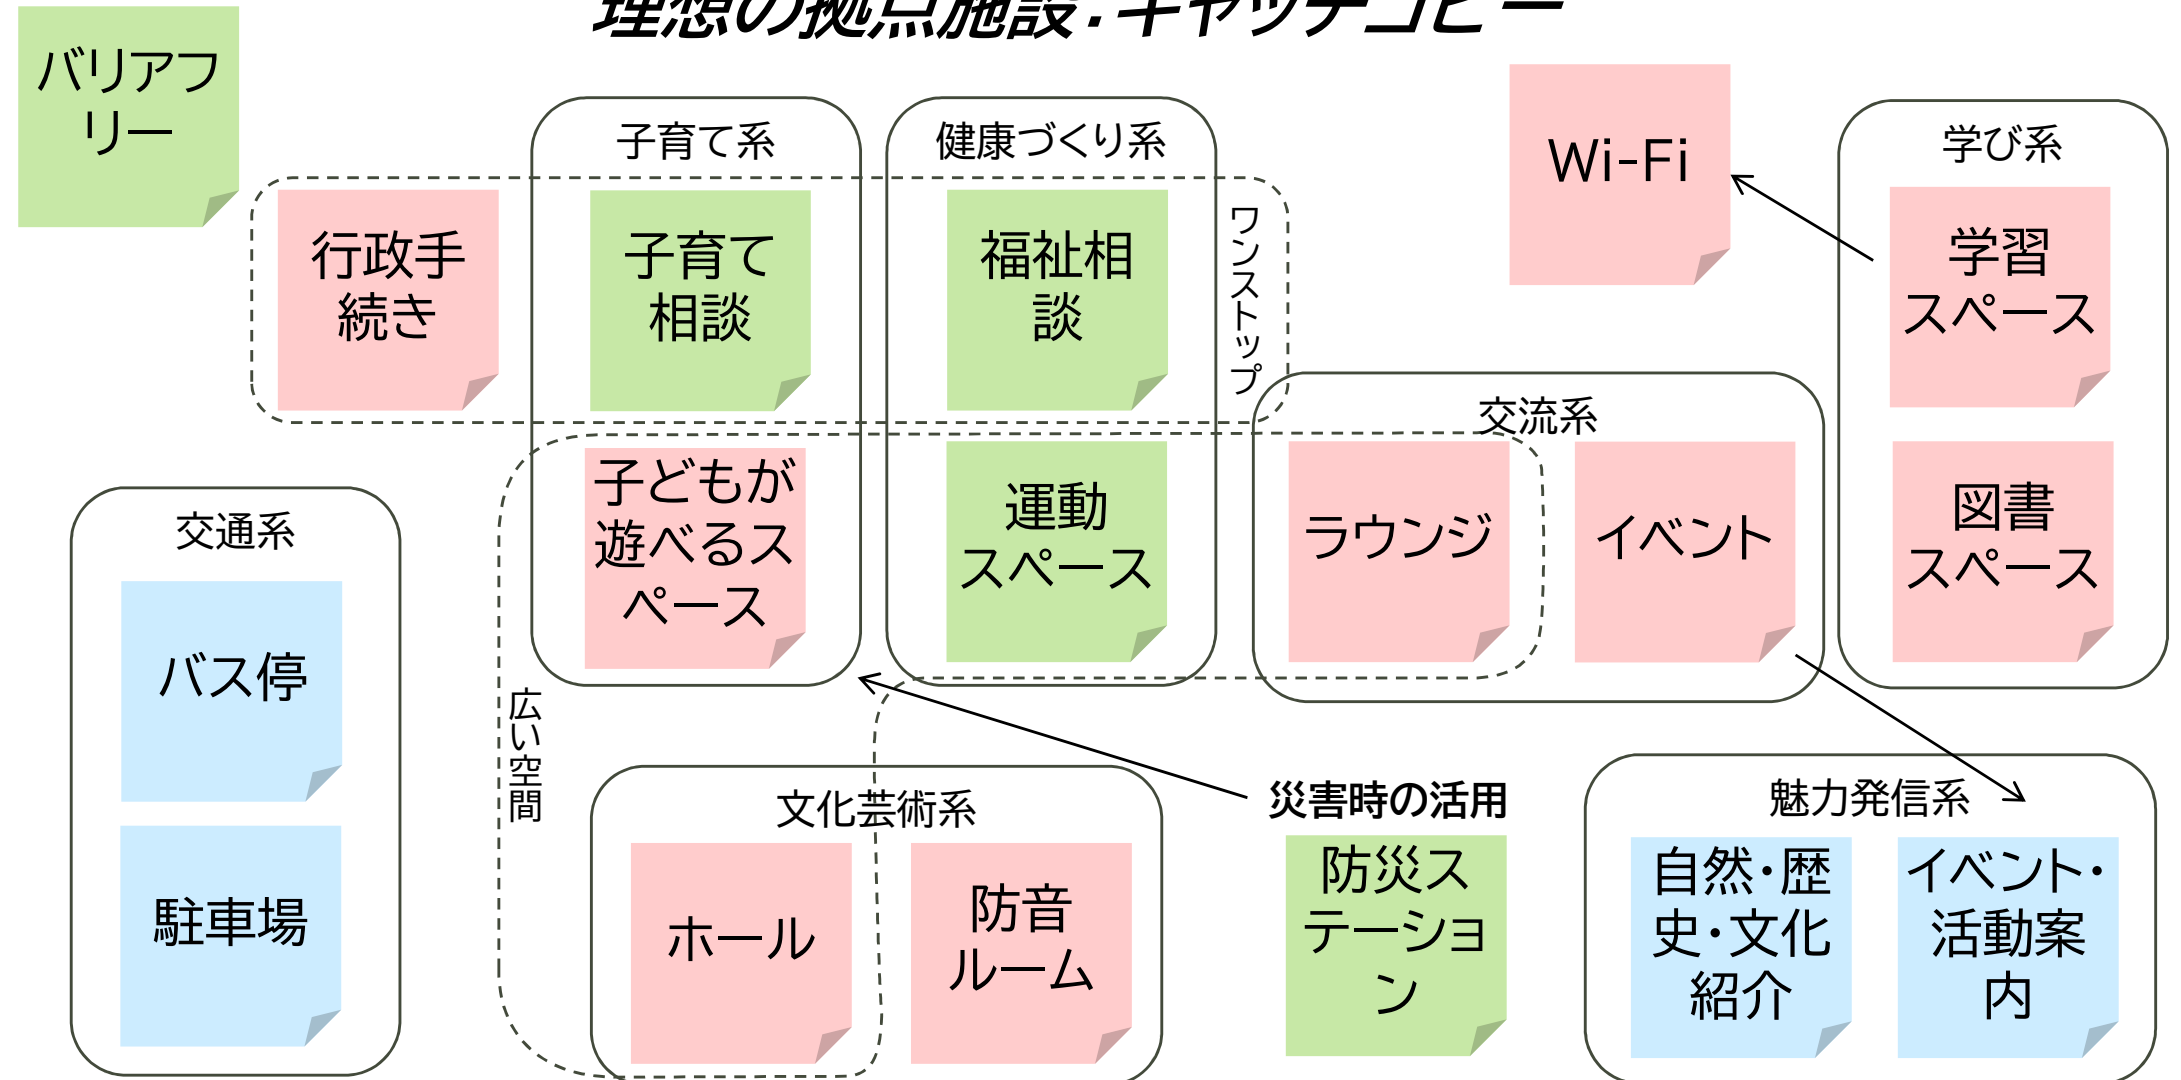 理想の拠点施設:キャッチコピー
バリアフ
リー
子育て系
健康づくり系
Wi-Fi
学び系
行政手
続き
子育て
相談
福祉相
談
ワンストップ
学習
スペース
交流系
子どもが
遊べるス
ペース
運動
スペース
ラウンジ
イベント
図書
スペース
交通系
バス停
駐車場
広い空間
文化芸術系
ホール
防音
ルーム
災害時の活用
防災ス
テーショ
ン
魅力発信系
自然・歴
史・文化
紹介
イベント・
活動案
内